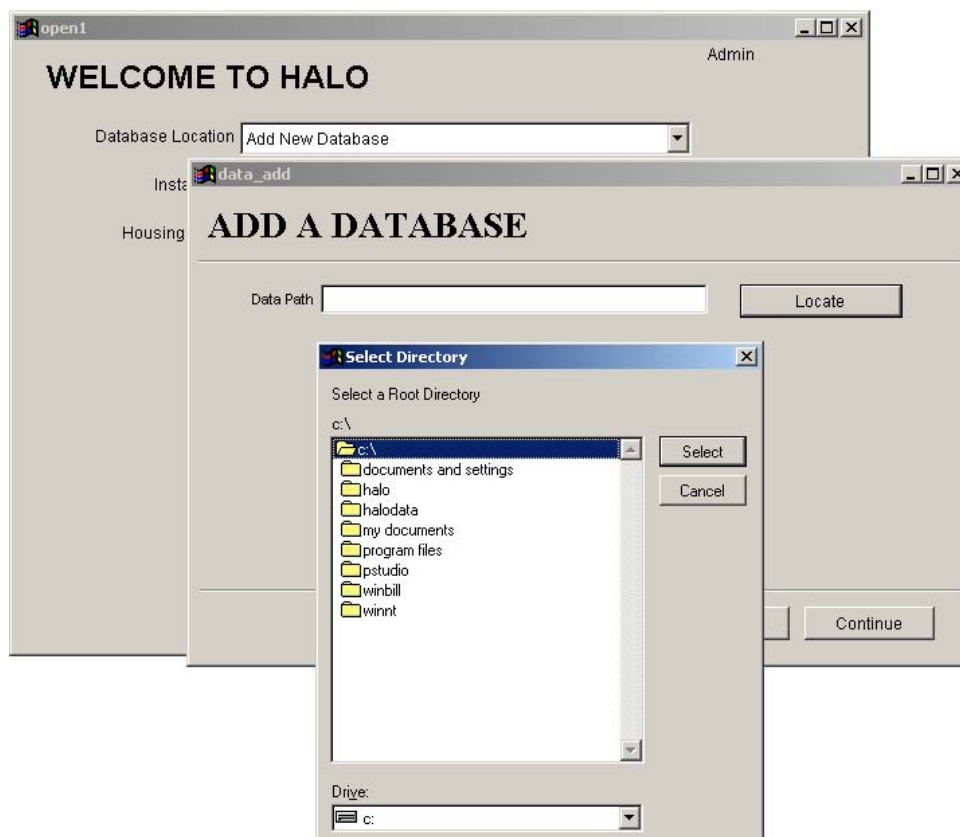 open1
Admin
WELCOME TO HALO
Database Location Add New Database
data_add
Housing
ADD A DATABASE
Data Path
Locate
Select Directory
Select a Root Directory
c:\
c:\
documents and settings
halo
halodata
my documents
program files
pstudio
winbill
winnt
Select
Cancel
Continue
Drive:
c: